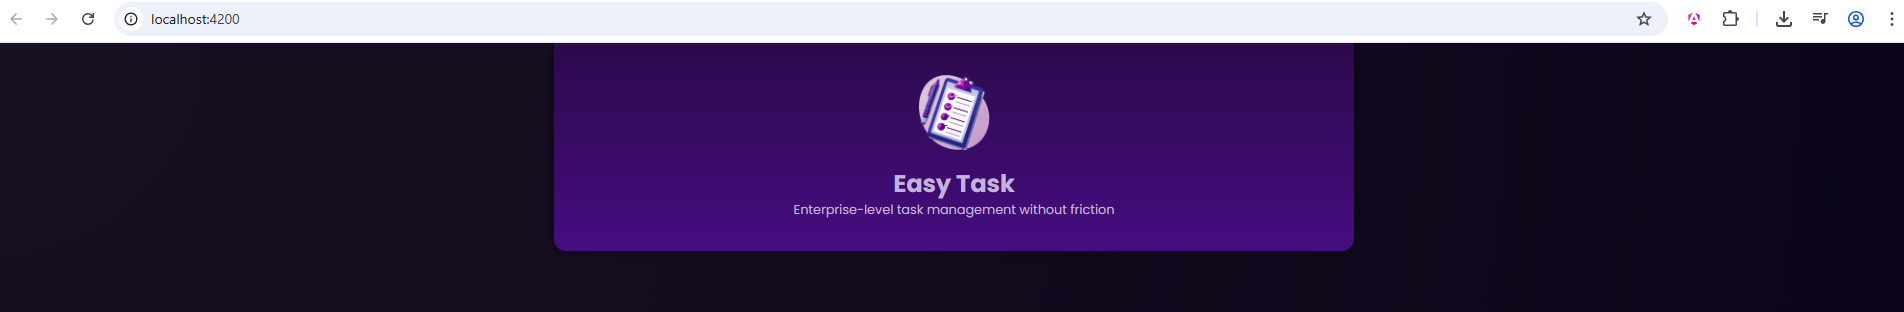 localhost:4200
Easy Task
Enterprise-level task management without friction